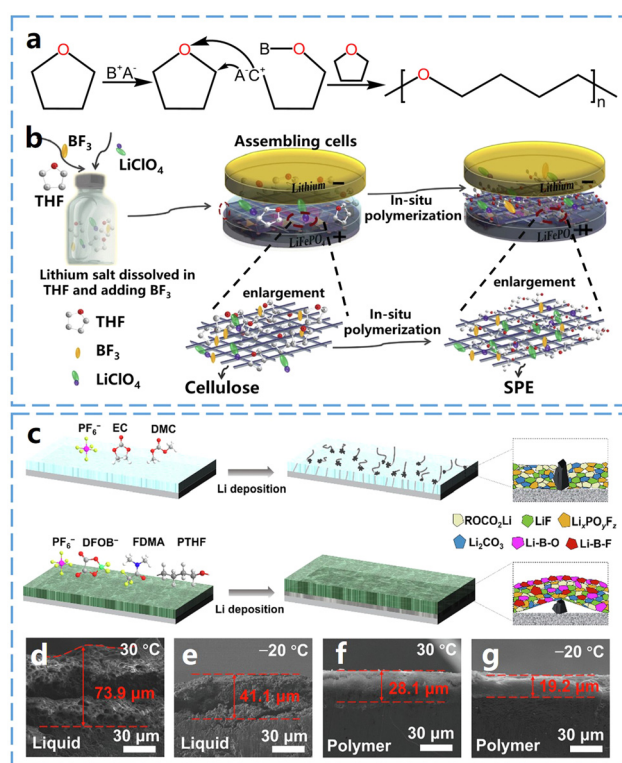 a
O
B⁺A⁻
O
A⁻C⁺
B
O
O
O
n
b
BF₃
LiClO₄
THF
Lithium salt dissolved in
THF and adding BF₃
THF
BF₃
LiClO₄
Assembling cells
Lithium
LiFePO₄
In-situ
polymerization
Lithium
LiFePO₄
enlargement
Cellulose
In-situ
polymerization
enlargement
SPE
c
PF₆⁻
EC
DMC
Li deposition
ROCO₂Li
LiF
LiₓPOᵧF_z
Li₂CO₃
Li-B-O
Li-B-F
PF₆⁻
DFOB⁻
FDMA
PTHF
Li deposition
d
30 °C
73.9 µm
Liquid
30 µm
e
−20 °C
41.1 µm
Liquid
30 µm
f
30 °C
28.1 µm
Polymer
30 µm
g
−20 °C
19.2 µm
Polymer
30 µm